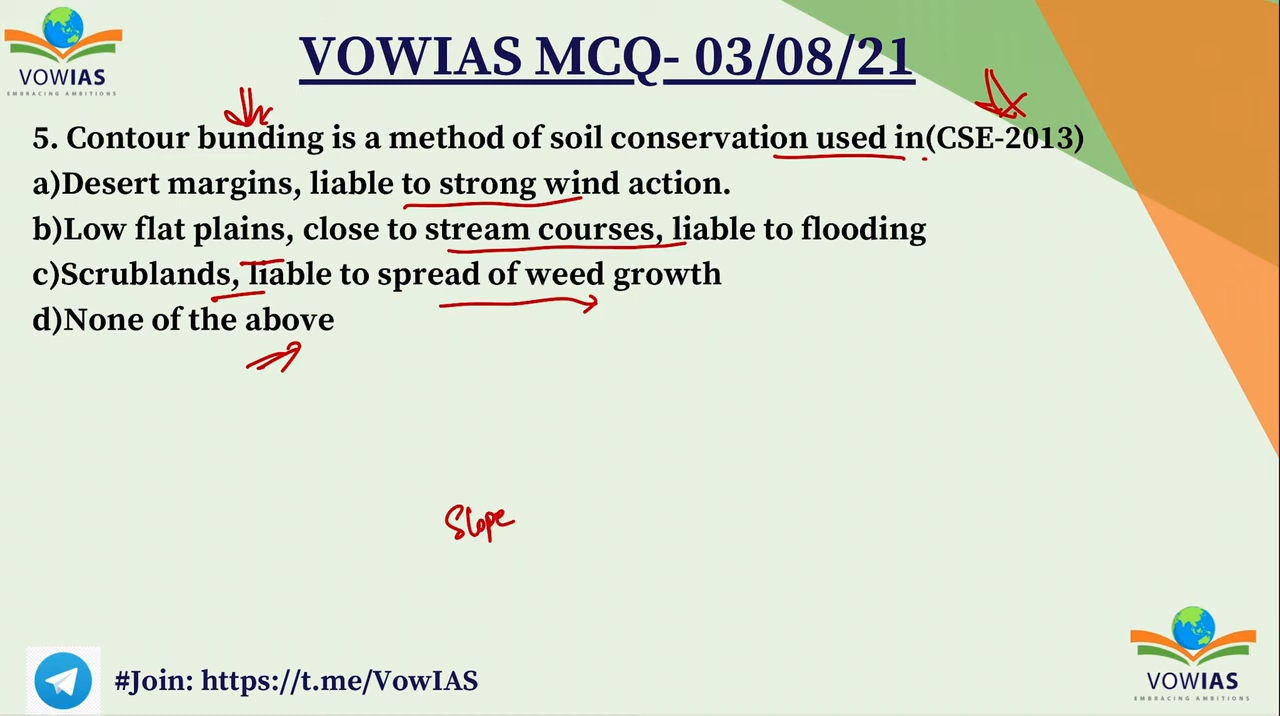 VOWIAS
EMBRACING AMBITIONS
VOWIAS MCQ- 03/08/21
5. Contour bunding is a method of soil conservation used in(CSE-2013)
a)Desert margins, liable to strong wind action.
b)Low flat plains, close to stream courses, liable to flooding
c)Scrublands, liable to spread of weed growth
d)None of the above
Slope
#Join: https://t.me/VowIAS
VOWIAS
EMBRACING AMBITIONS